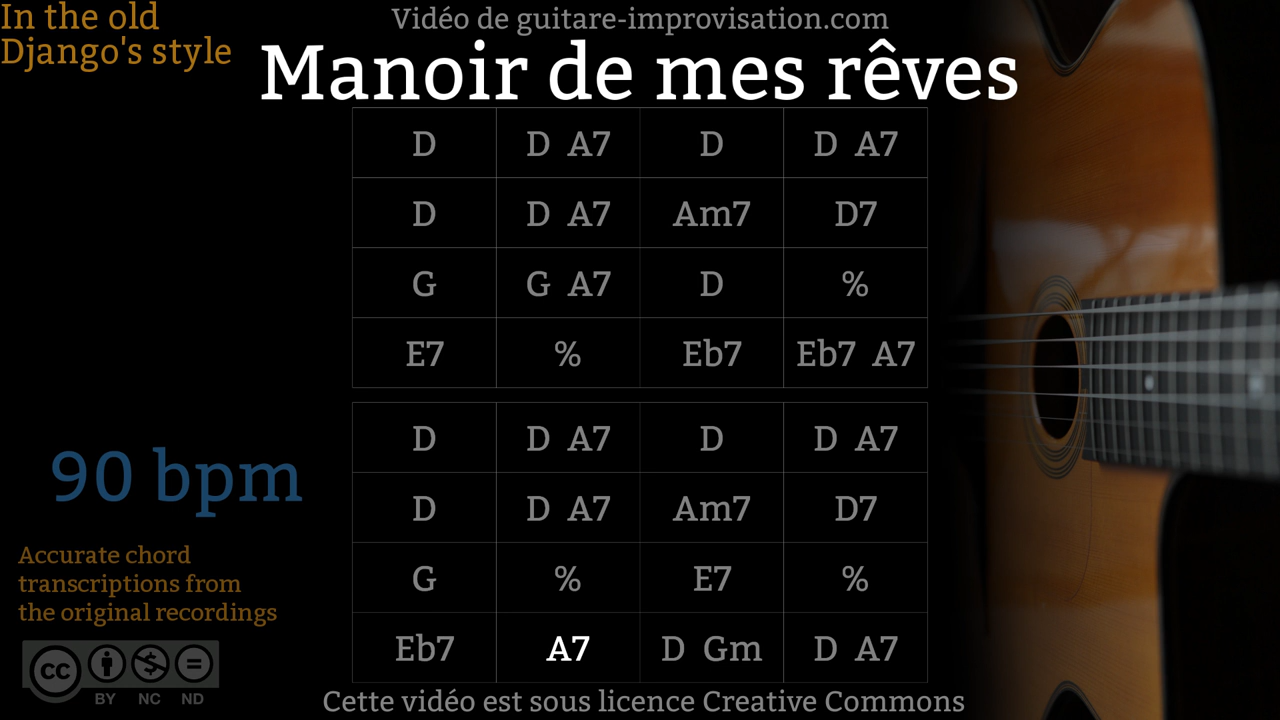 In the old
Django's style
Vidéo de guitare-improvisation.com
Manoir de mes rêves
D D A7 D D A7
D D A7 Am7 D7
G G A7 D %
E7 % Eb7 Eb7 A7
D D A7 D D A7
D D A7 Am7 D7
G % E7 %
Eb7 A7 D Gm D A7
90 bpm
Accurate chord
transcriptions from
the original recordings
cc
BY NC ND
Cette vidéo est sous licence Creative Commons